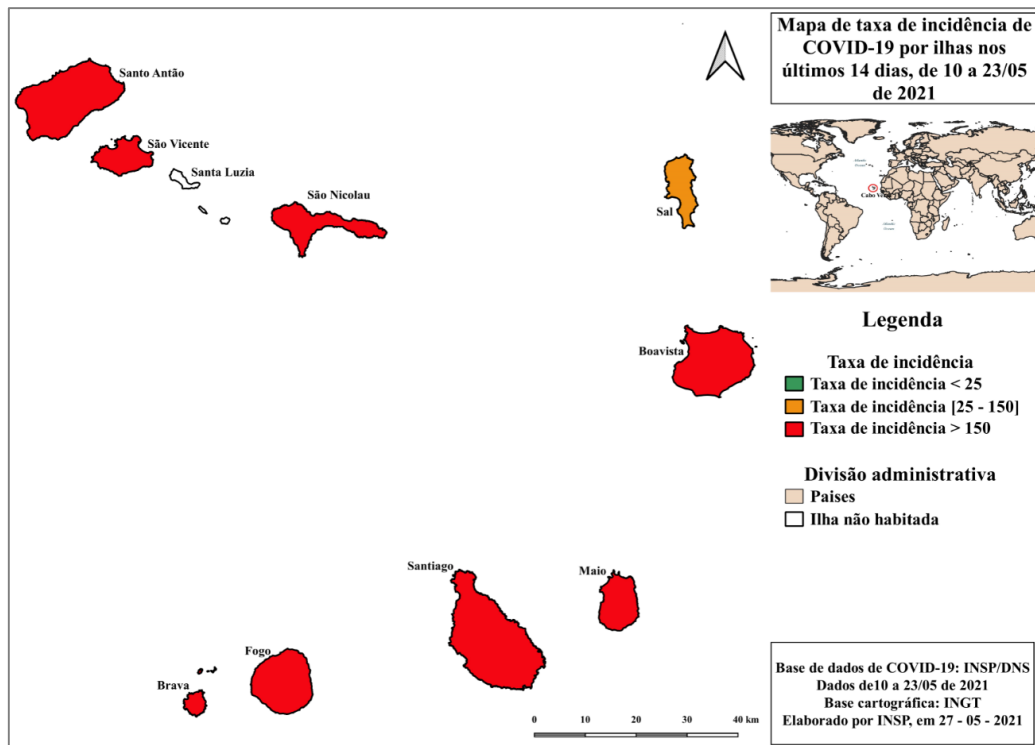 Mapa de taxa de incidência de
COVID-19 por ilhas nos
últimos 14 dias, de 10 a 23/05
de 2021
Santo Antão
São Vicente
Santa Luzia
São Nicolau
Sal
Boavista
Santiago
Maio
Fogo
Brava
0 10 20 30 40 km
Legenda
Taxa de incidência
Taxa de incidência < 25
Taxa de incidência [25 - 150]
Taxa de incidência > 150
Divisão administrativa
Paises
Ilha não habitada
Base de dados de COVID-19: INSP/DNS
Dados de10 a 23/05 de 2021
Base cartográfica: INGT
Elaborado por INSP, em 27 - 05 - 2021